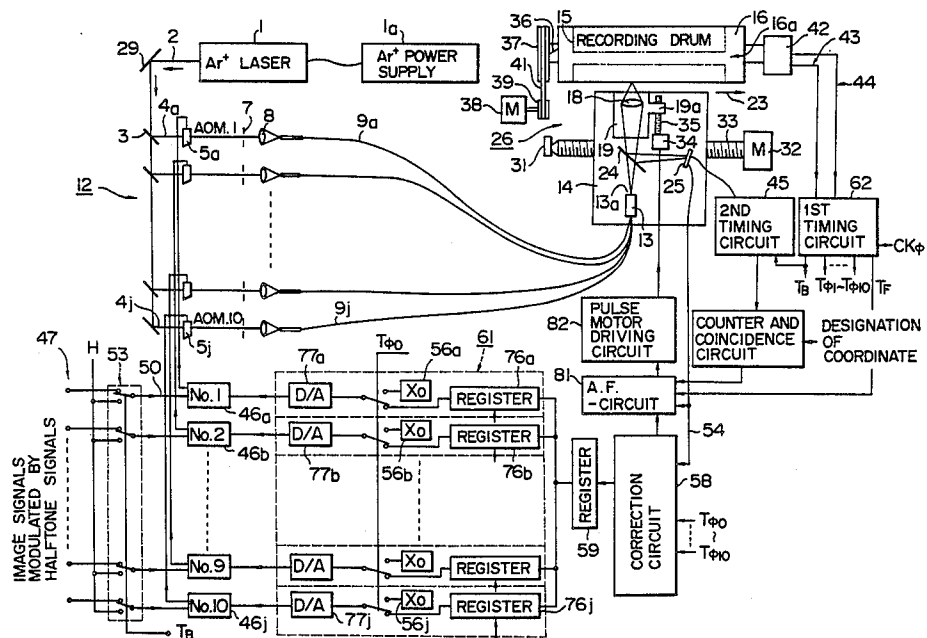 29
2
1
Ar⁺ LASER
1a
Ar⁺ POWER SUPPLY
36
37
15
RECORDING DRUM
16
16a
42
43
44
41
39
38
M
18
19a
23
26
19
35
34
31
33
M
32
24
25
14
13a
13
45
62
2ND TIMING CIRCUIT
1ST TIMING CIRCUIT
CKφ
TB
Tφ1~Tφ10
TF
4a
AOM.1
7
8
9a
3
5a
12
4j
AOM.10
5j
9j
82
PULSE MOTOR DRIVING CIRCUIT
COUNTER AND COINCIDENCE CIRCUIT
DESIGNATION OF COORDINATE
81
A.F. -CIRCUIT
54
58
CORRECTION CIRCUIT
Tφ0
~
Tφ10
59
REGISTER
47
H
53
50
IMAGE SIGNALS MODULATED BY HALFTONE SIGNALS
TB
No.1
46a
77a
D/A
Tφ0
56a
Xo
61
76a
REGISTER
No.2
46b
D/A
77b
Xo
56b
REGISTER
76b
No.9
D/A
Xo
REGISTER
No.10
46j
D/A
77j
Xo
56j
REGISTER
76j